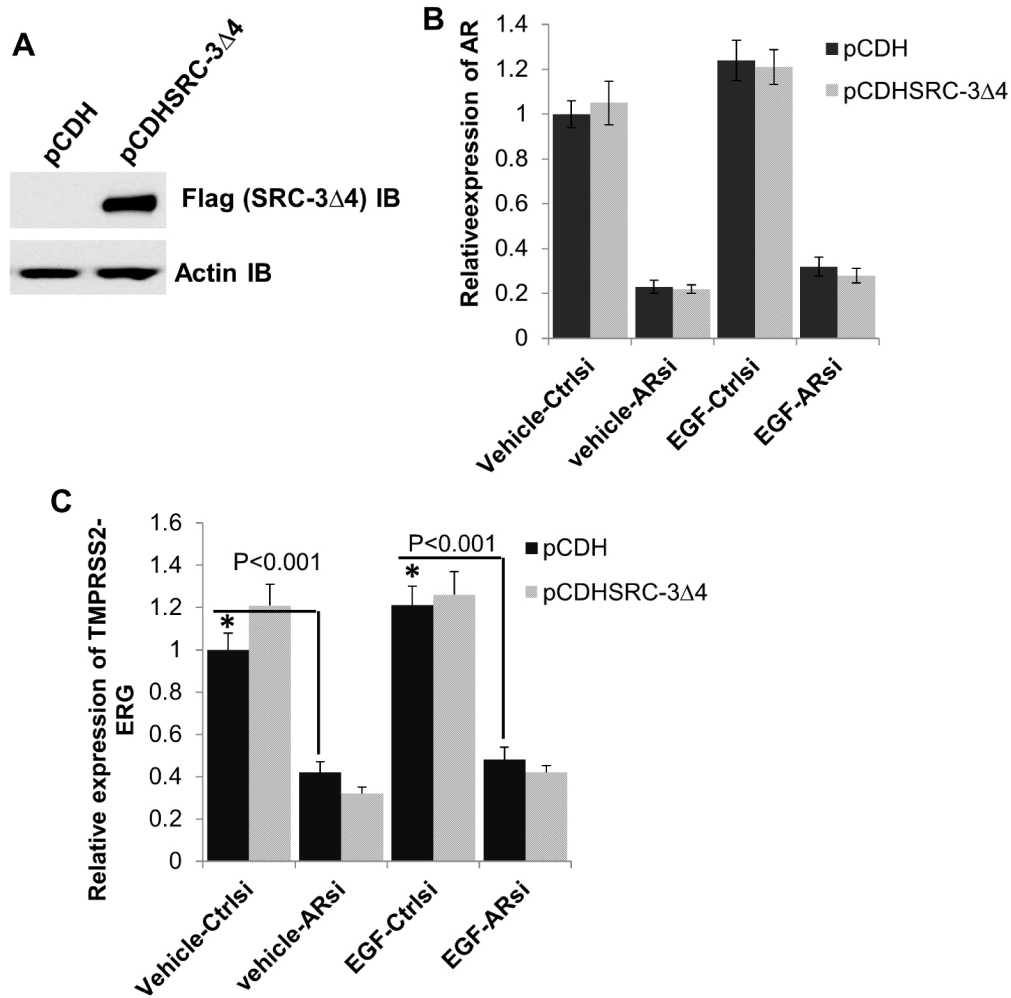 A
pCDH
pCDHSRC-3Δ4
Flag (SRC-3Δ4) IB
Actin IB
B
Relativeexpression of AR
1.4
1.2
1
0.8
0.6
0.4
0.2
0
Vehicle-Ctrlsi
vehicle-ARsi
EGF-Ctrlsi
EGF-ARsi
pCDH
pCDHSRC-3Δ4
C
Relative expression of TMPRSS2-
ERG
1.6
1.4
1.2
1
0.8
0.6
0.4
0.2
0
P<0.001
*
P<0.001
*
Vehicle-Ctrlsi
vehicle-ARsi
EGF-Ctrlsi
EGF-ARsi
pCDH
pCDHSRC-3Δ4